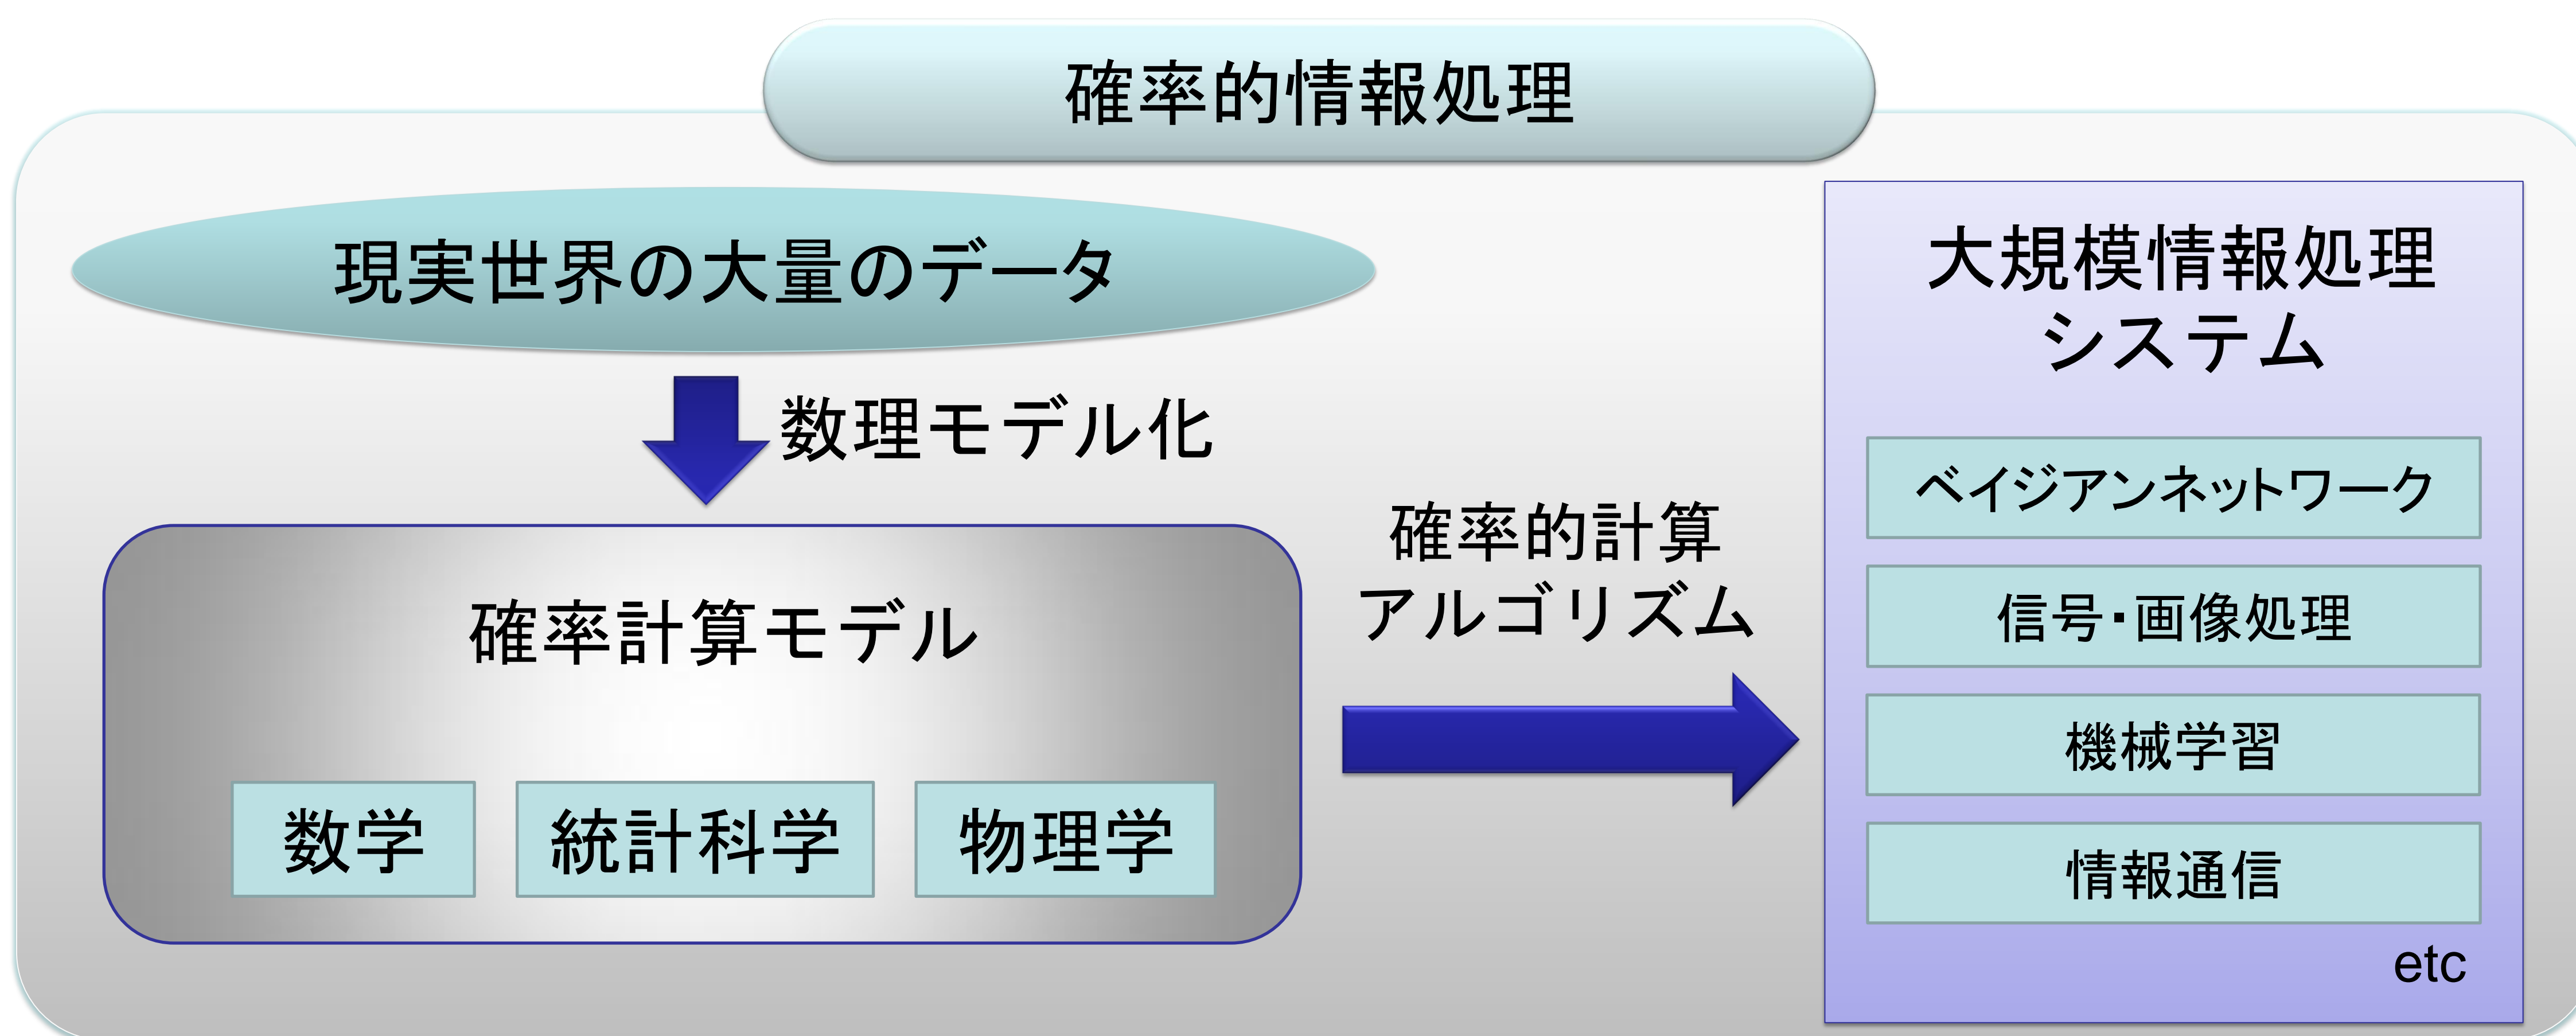 確率的情報処理
現実世界の大量のデータ
数理モデル化
確率計算モデル
数学
統計科学
物理学
確率的計算
アルゴリズム
大規模情報処理
システム
ベイジアンネットワーク
信号・画像処理
機械学習
情報通信
etc